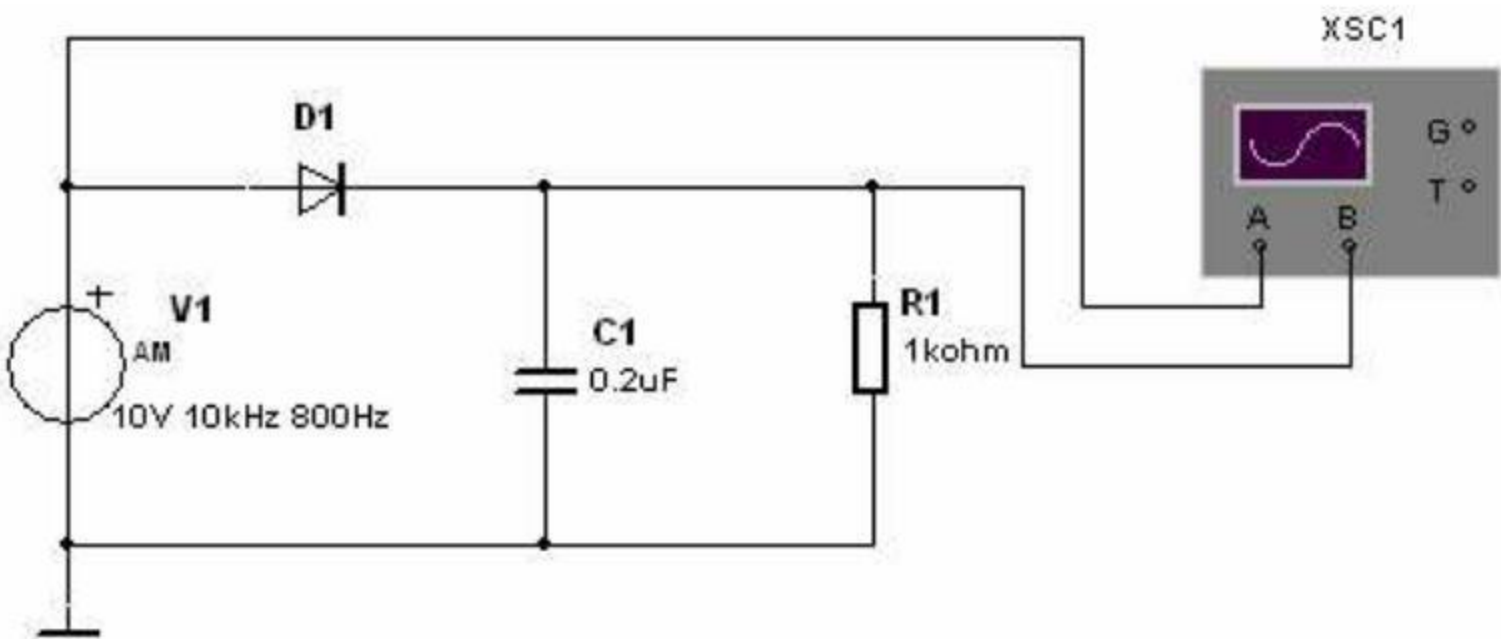 XSC1
D1
G
T
A B
+
V1
AM
10V 10kHz 800Hz
C1
0.2uF
R1
1kohm